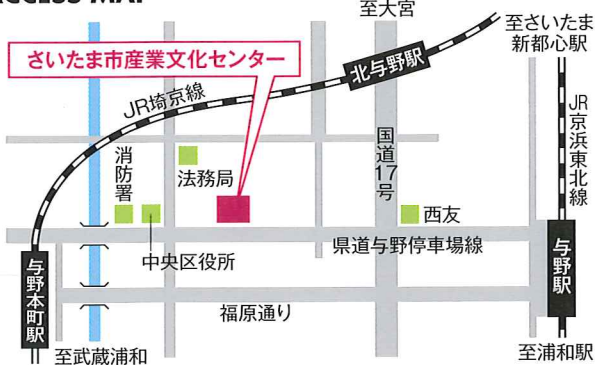 ACCESS MAP
至大宮
至さいたま
新都心駅
さいたま市産業文化センター
北与野駅
JR埼京線
JR京浜東北線
国道17号
消防署
法務局
西友
中央区役所
県道与野停車場線
与野駅
与野本町駅
福原通り
至武蔵浦和
至浦和駅